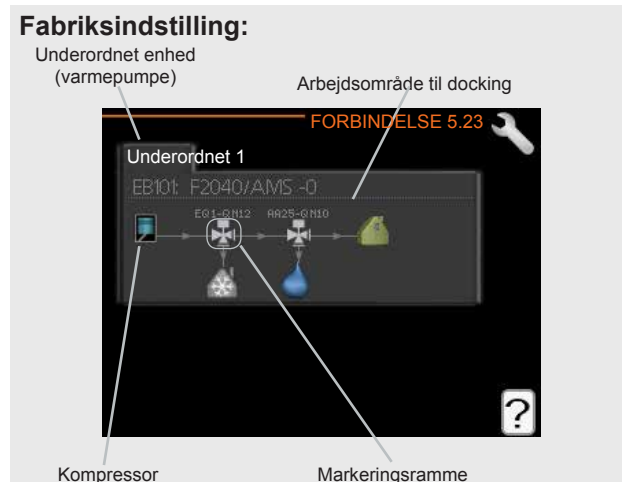 Fabriksindstilling:
Underordnet enhed
(varmepumpe)
Arbejdsområde til docking
FORBINDELSE 5.23
Underordnet 1
EB101: F2040/AMS -0
EQ1-QN12 AA25-QN10
?
Kompressor
Markeringsramme